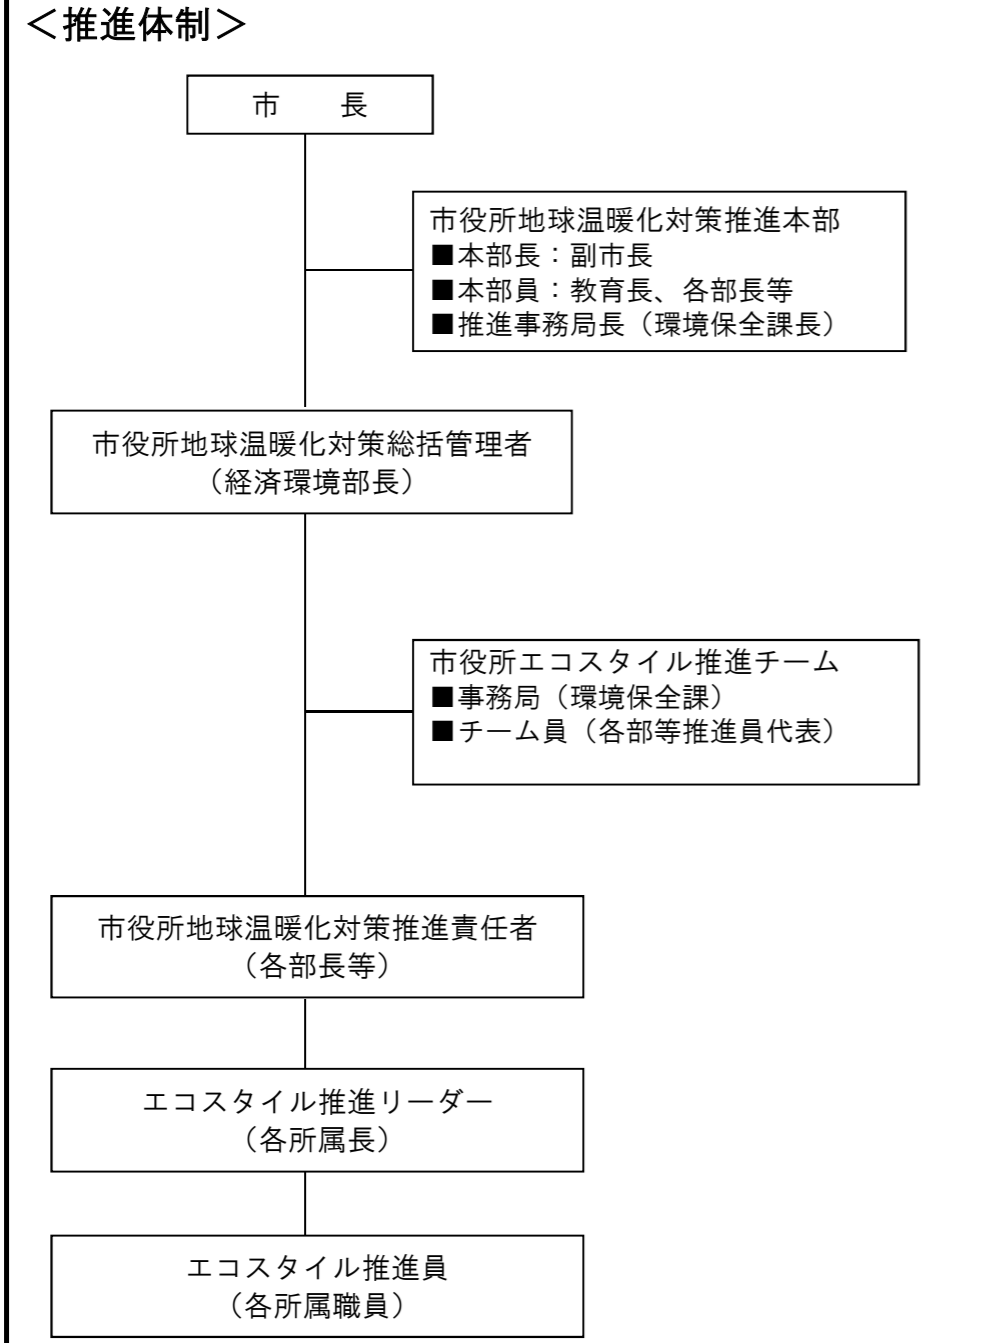 ＜推進体制＞
市　　長
市役所地球温暖化対策推進本部
■本部長：副市長
■本部員：教育長、各部長等
■推進事務局長（環境保全課長）
市役所地球温暖化対策総括管理者
（経済環境部長）
市役所エコスタイル推進チーム
■事務局（環境保全課）
■チーム員（各部等推進員代表）
市役所地球温暖化対策推進責任者
（各部長等）
エコスタイル推進リーダー
（各所属長）
エコスタイル推進員
（各所属職員）